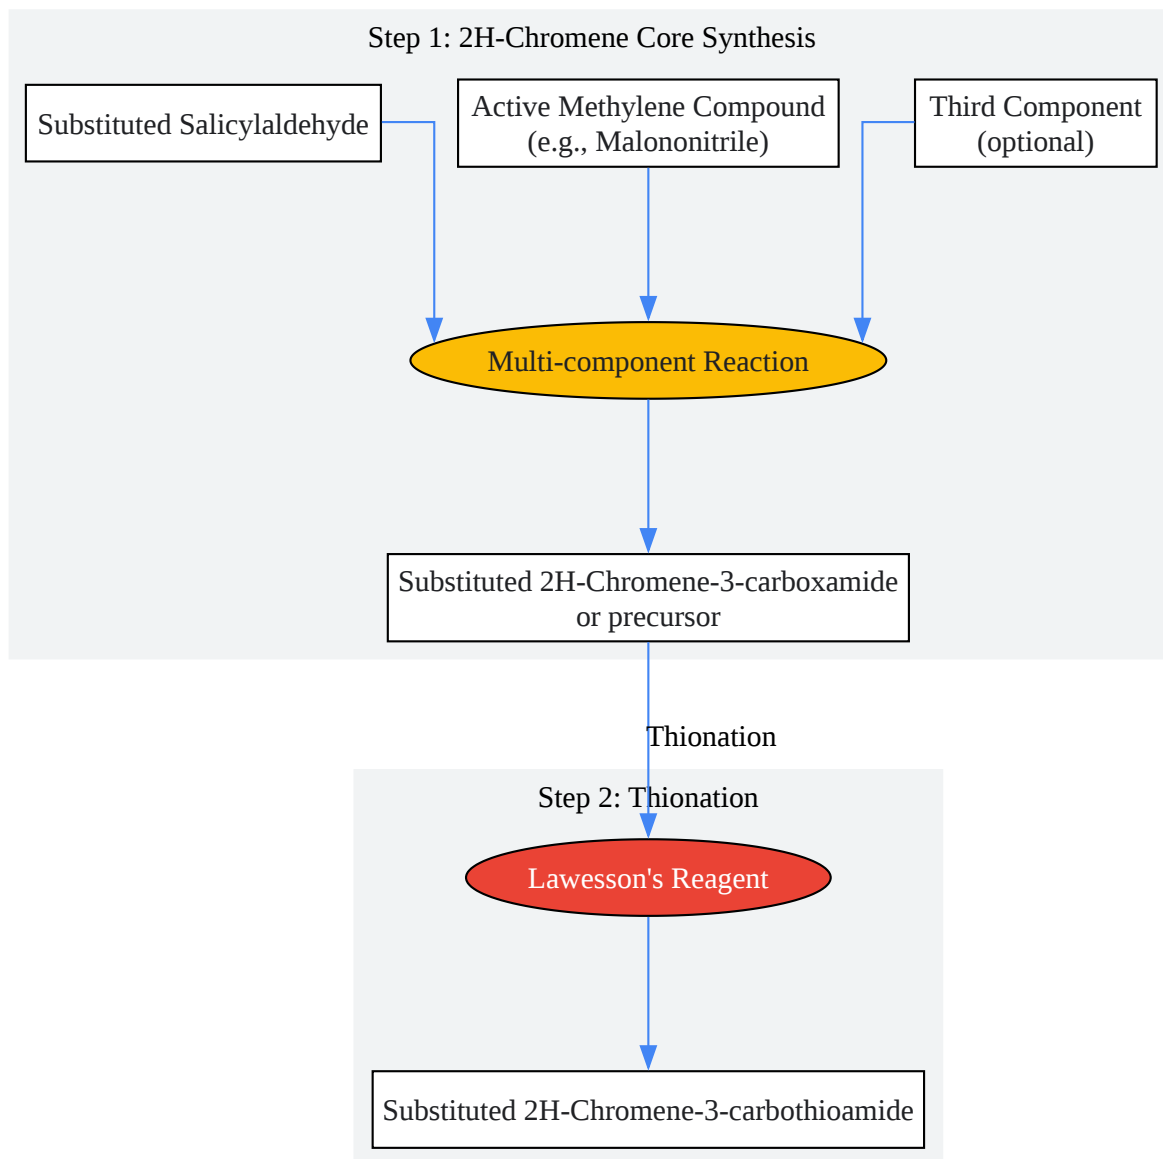 Step 1: 2H-Chromene Core Synthesis
Substituted Salicylaldehyde
Active Methylene Compound
(e.g., Malononitrile)
Third Component
(optional)
Multi-component Reaction
Substituted 2H-Chromene-3-carboxamide
or precursor
Thionation
Step 2: Thionation
Lawesson's Reagent
Substituted 2H-Chromene-3-carbothioamide